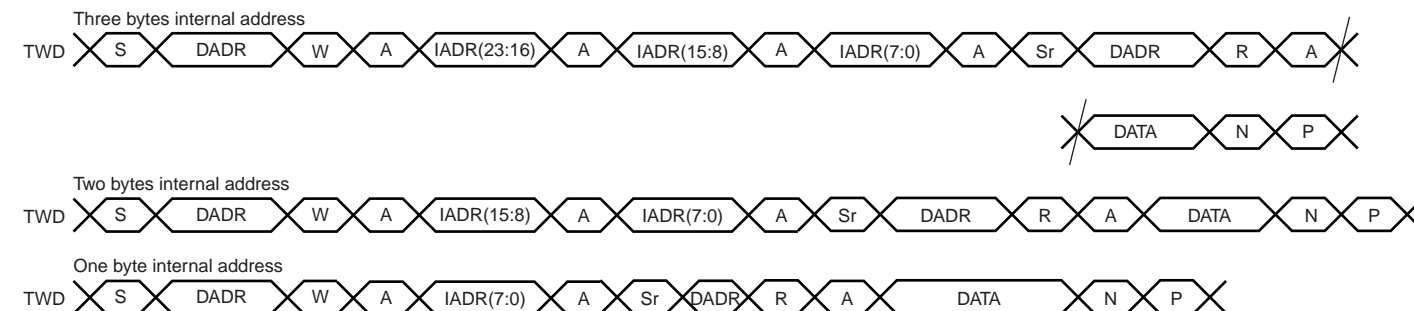 Three bytes internal address
TWD S DADR W A IADR(23:16) A IADR(15:8) A IADR(7:0) A Sr DADR R A
DATA N P
Two bytes internal address
TWD S DADR W A IADR(15:8) A IADR(7:0) A Sr DADR R A DATA N P
One byte internal address
TWD S DADR W A IADR(7:0) A Sr DADR R A DATA N P